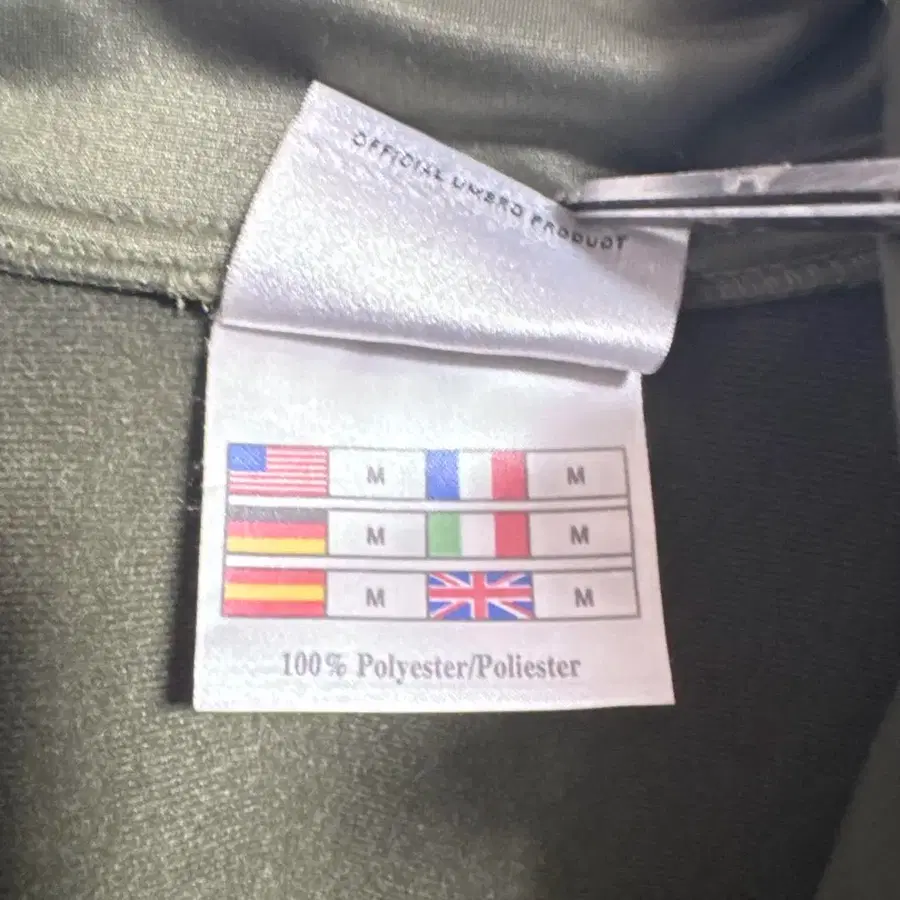 OFFICIAL UMBRO PRODUCT
M M
M M
M M
100% Polyester/Poliester